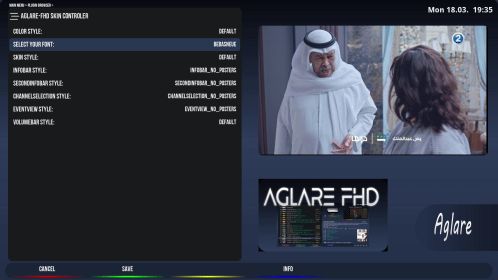 MAIN MENU > PLUGIN BROWSER >
AGLARE-FHD SKIN CONTROLER
Mon 18.03. 19:35
COLOR STYLE: DEFAULT
SELECT YOUR FONT: BEBASNEUE
SKIN STYLE: DEFAULT
INFOBAR STYLE: INFOBAR_NO_POSTERS
SECONDINFOBAR STYLE: SECONDINFOBAR_NO_POSTERS
CHANNELSELECTION STYLE: CHANNELSELECTION_NO_POSTERS
EVENTVIEW STYLE: EVENTVIEW_NO_POSTERS
VOLUMEBAR STYLE: DEFAULT
2
دراما
AGLARE FHD
Aglare
CANCEL
SAVE
INFO